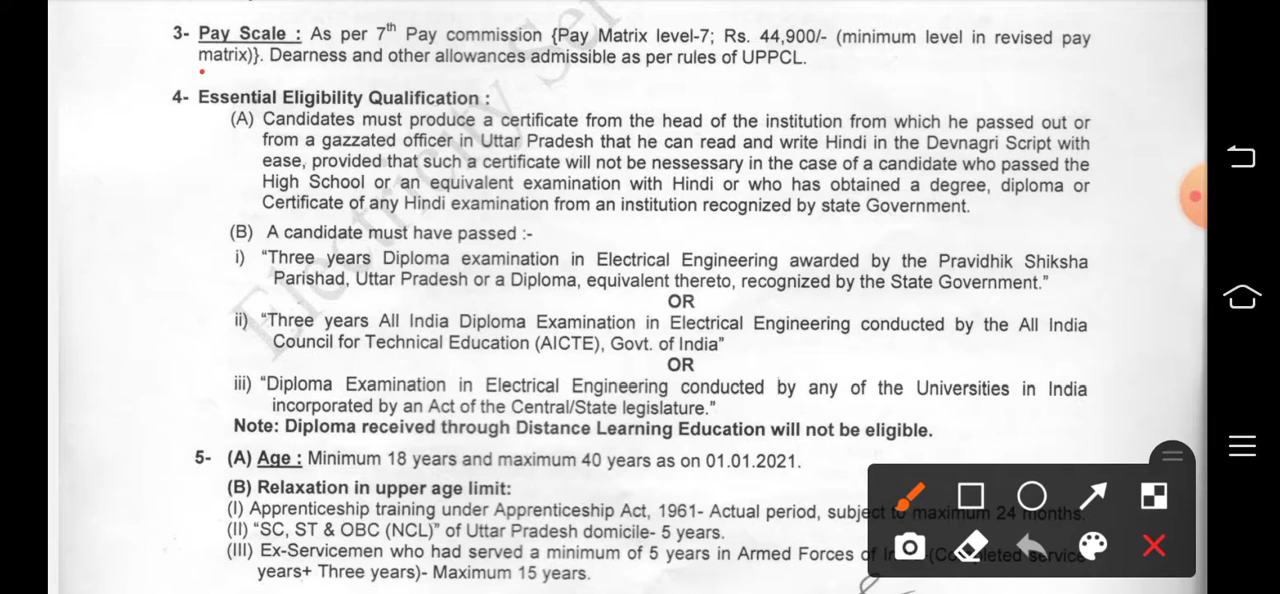 3- Pay Scale : As per 7th Pay commission {Pay Matrix level-7; Rs. 44,900/- (minimum level in revised pay
matrix)}. Dearness and other allowances admissible as per rules of UPPCL.
4- Essential Eligibility Qualification :
(A) Candidates must produce a certificate from the head of the institution from which he passed out or
from a gazzated officer in Uttar Pradesh that he can read and write Hindi in the Devnagri Script with
ease, provided that such a certificate will not be nessessary in the case of a candidate who passed the
High School or an equivalent examination with Hindi or who has obtained a degree, diploma or
Certificate of any Hindi examination from an institution recognized by state Government.
(B) A candidate must have passed :-
i) “Three years Diploma examination in Electrical Engineering awarded by the Pravidhik Shiksha
Parishad, Uttar Pradesh or a Diploma, equivalent thereto, recognized by the State Government.”
OR
ii) “Three years All India Diploma Examination in Electrical Engineering conducted by the All India
Council for Technical Education (AICTE), Govt. of India”
OR
iii) “Diploma Examination in Electrical Engineering conducted by any of the Universities in India
incorporated by an Act of the Central/State legislature.”
Note: Diploma received through Distance Learning Education will not be eligible.
5- (A) Age : Minimum 18 years and maximum 40 years as on 01.01.2021.
(B) Relaxation in upper age limit:
(I) Apprenticeship training under Apprenticeship Act, 1961- Actual period, subject to maximum 24 months.
(II) “SC, ST & OBC (NCL)” of Uttar Pradesh domicile- 5 years.
(III) Ex-Servicemen who had served a minimum of 5 years in Armed Forces of service
years+ Three years)- Maximum 15 years.
Electricity